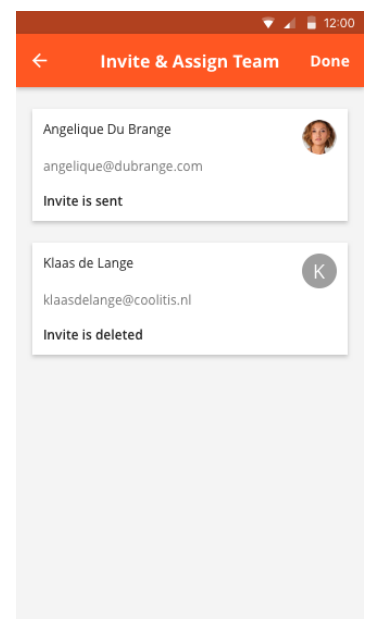 12:00
Invite & Assign Team Done
Angelique Du Brange
angelique@dubrange.com
Invite is sent
Klaas de Lange
K
klaasdelange@coolitis.nl
Invite is deleted